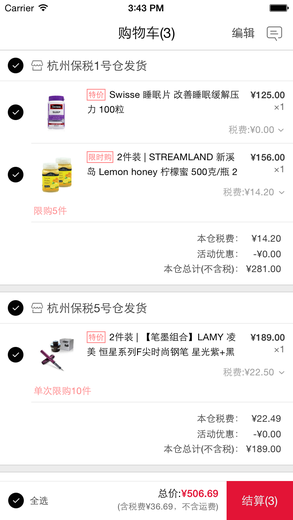 Carrier 3:43 PM
购物车(3) 编辑
杭州保税1号仓发货
特价 Swisse 睡眠片 改善睡眠缓解压 ¥125.00
力 100粒 ×1
税费:¥0.00
限时购 2件装 | STREAMLAND 新溪 ¥156.00
岛 Lemon honey 柠檬蜜 500克/瓶 2 ×1
税费:¥14.20
限购5件
本仓税费: ¥14.20
活动优惠: -¥0.00
本仓总计(不含税): ¥281.00
杭州保税5号仓发货
特价 2件装 | 【笔墨组合】LAMY 凌 ¥189.00
美 恒星系列F尖时尚钢笔 星光紫+黑 ×1
税费:¥22.50
单次限购10件
本仓税费: ¥22.49
活动优惠: -¥0.00
本仓总计(不含税): ¥189.00
全选 总价:¥506.69 结算(3)
(含税费¥36.69，不含运费)